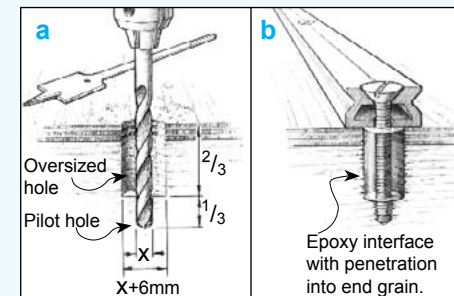 a
Oversized
hole
2/3
Pilot hole
1/3
x
x+6mm
b
Epoxy interface
with penetration
into end grain.